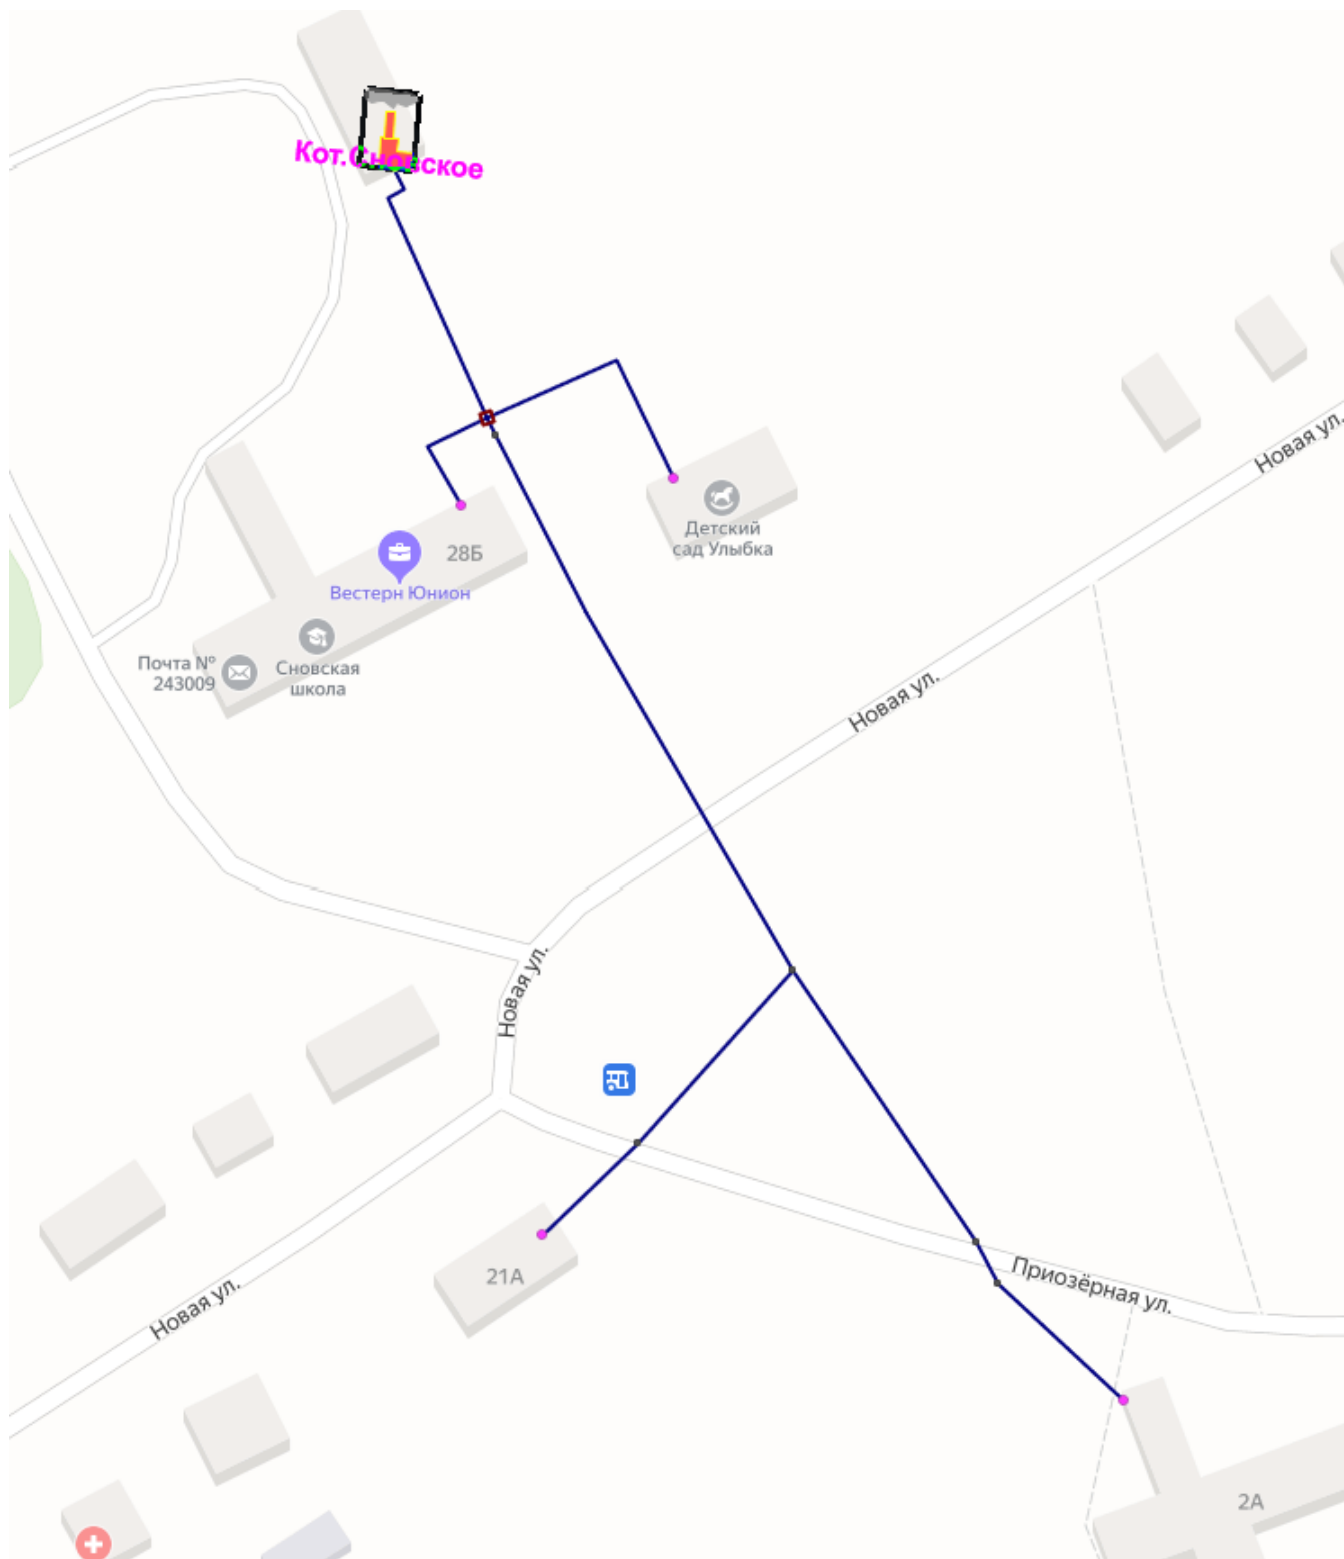 Кот.Сновское
Новая ул.
Детский
сад Улыбка
28Б
Вестерн Юнион
Почта №
243009
Сновская
школа
Новая ул.
Новая ул.
21А
Приозёрная ул.
Новая ул.
2А